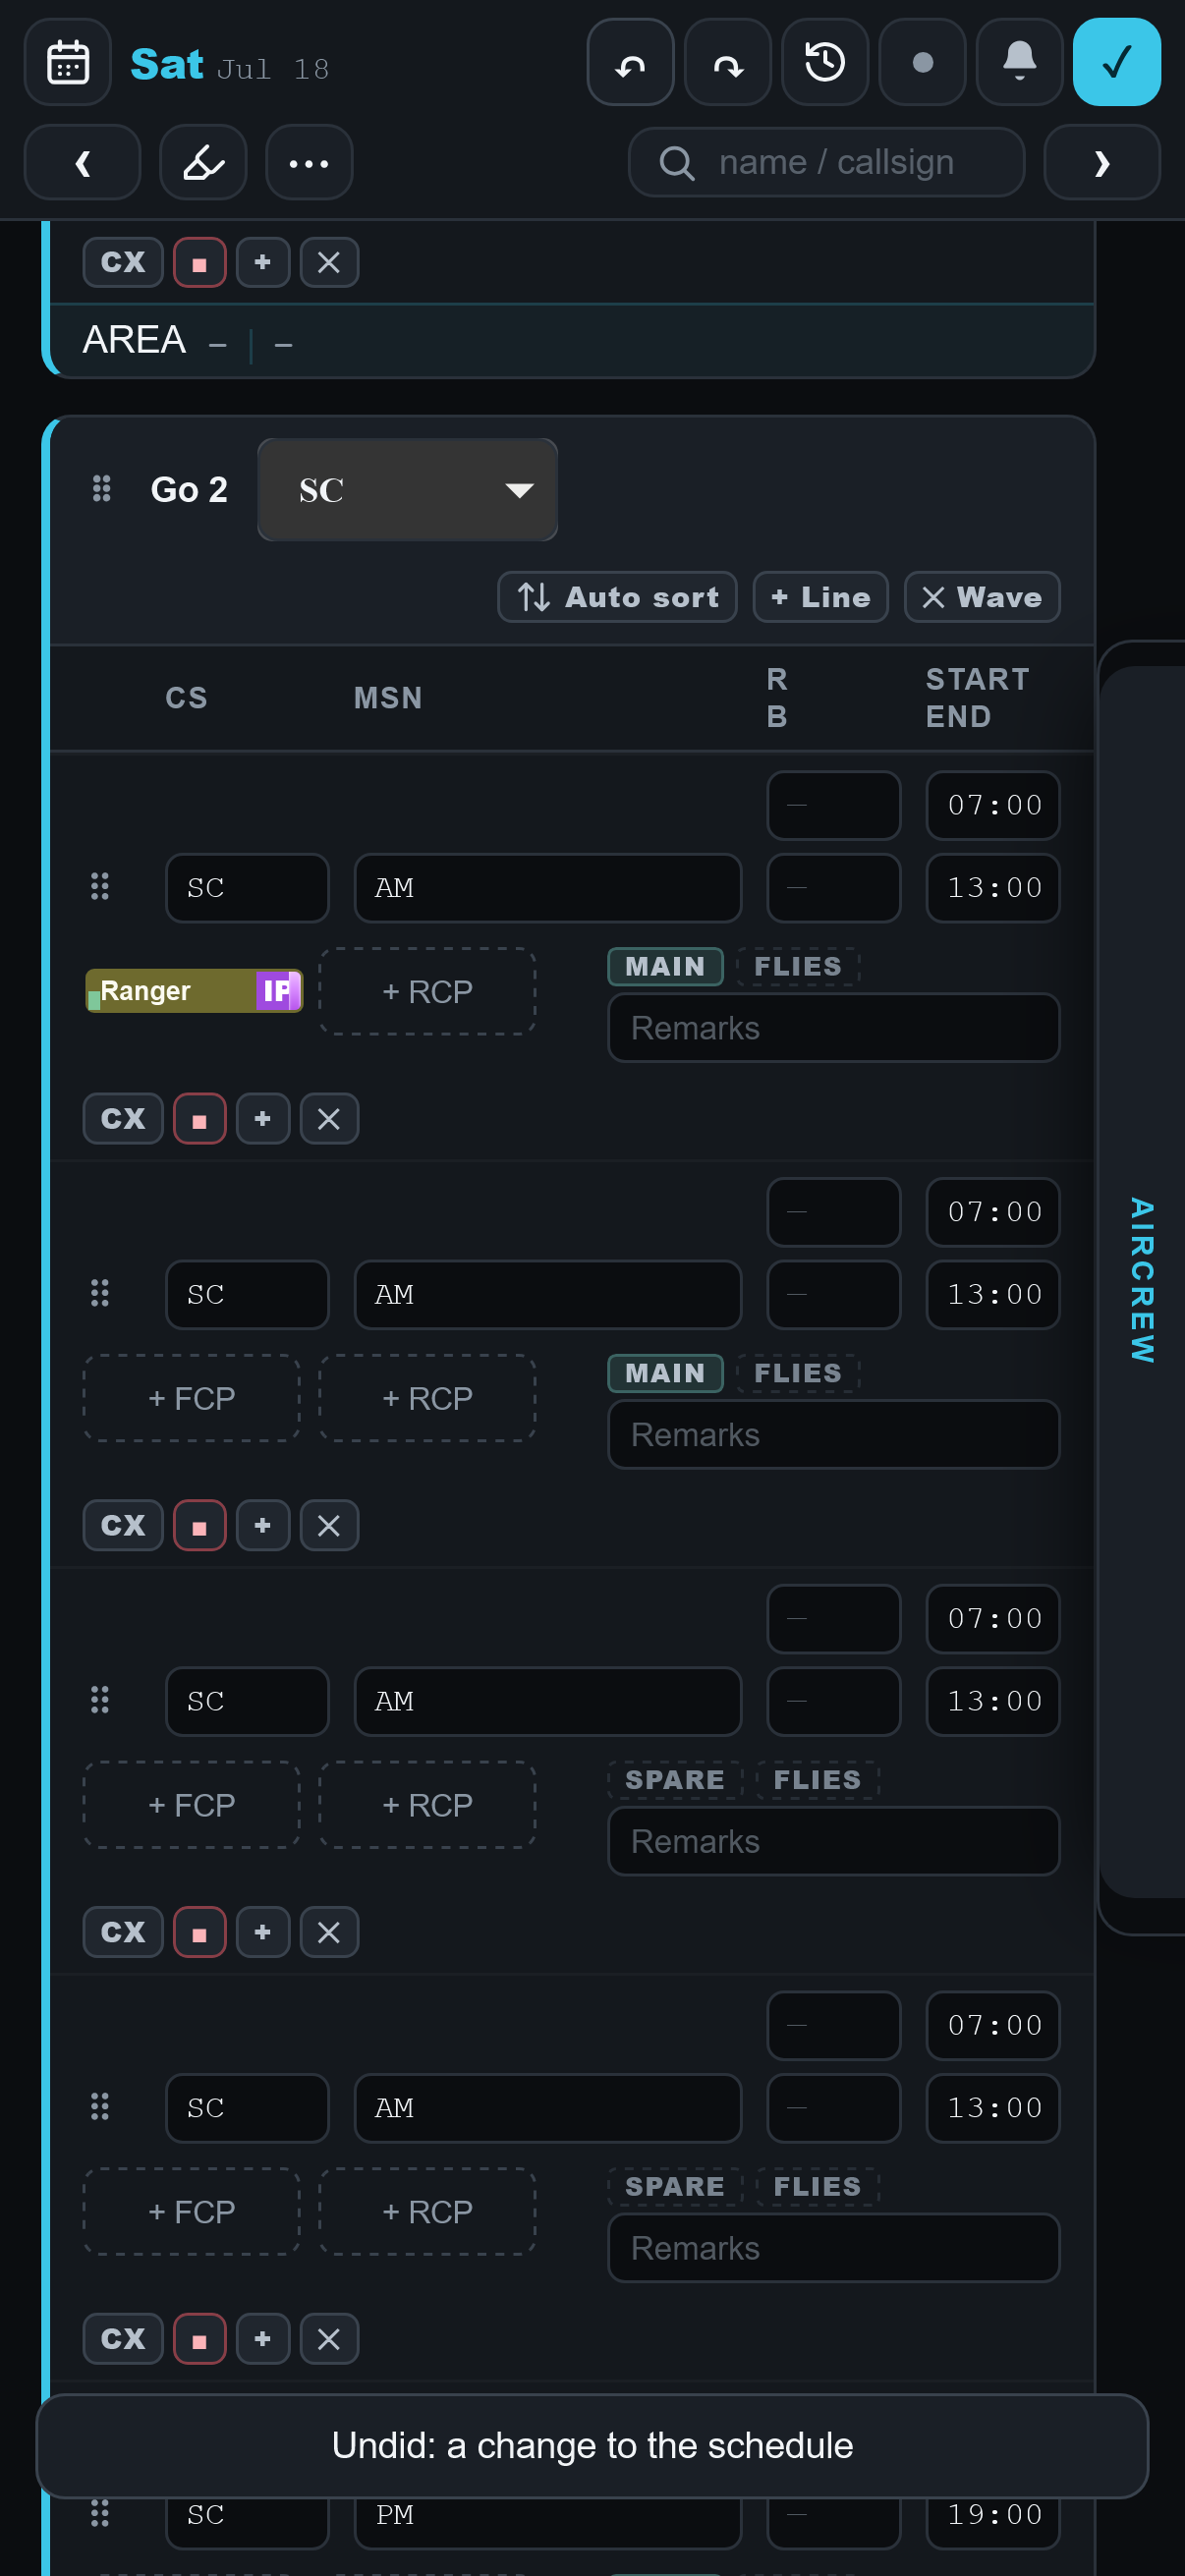 Sat Jul 18
name / callsign
CX +
AREA – | –
Go 2 SC
Auto sort + Line Wave
CS MSN R B START END
— 07:00
SC AM — 13:00
Ranger IP + RCP MAIN FLIES
Remarks
CX +
— 07:00
SC AM — 13:00
+ FCP + RCP MAIN FLIES
Remarks
CX +
— 07:00
SC AM — 13:00
+ FCP + RCP SPARE FLIES
Remarks
CX +
— 07:00
SC AM — 13:00
+ FCP + RCP SPARE FLIES
Remarks
CX +
AIRCREW
Undid: a change to the schedule
SC PM — 19:00